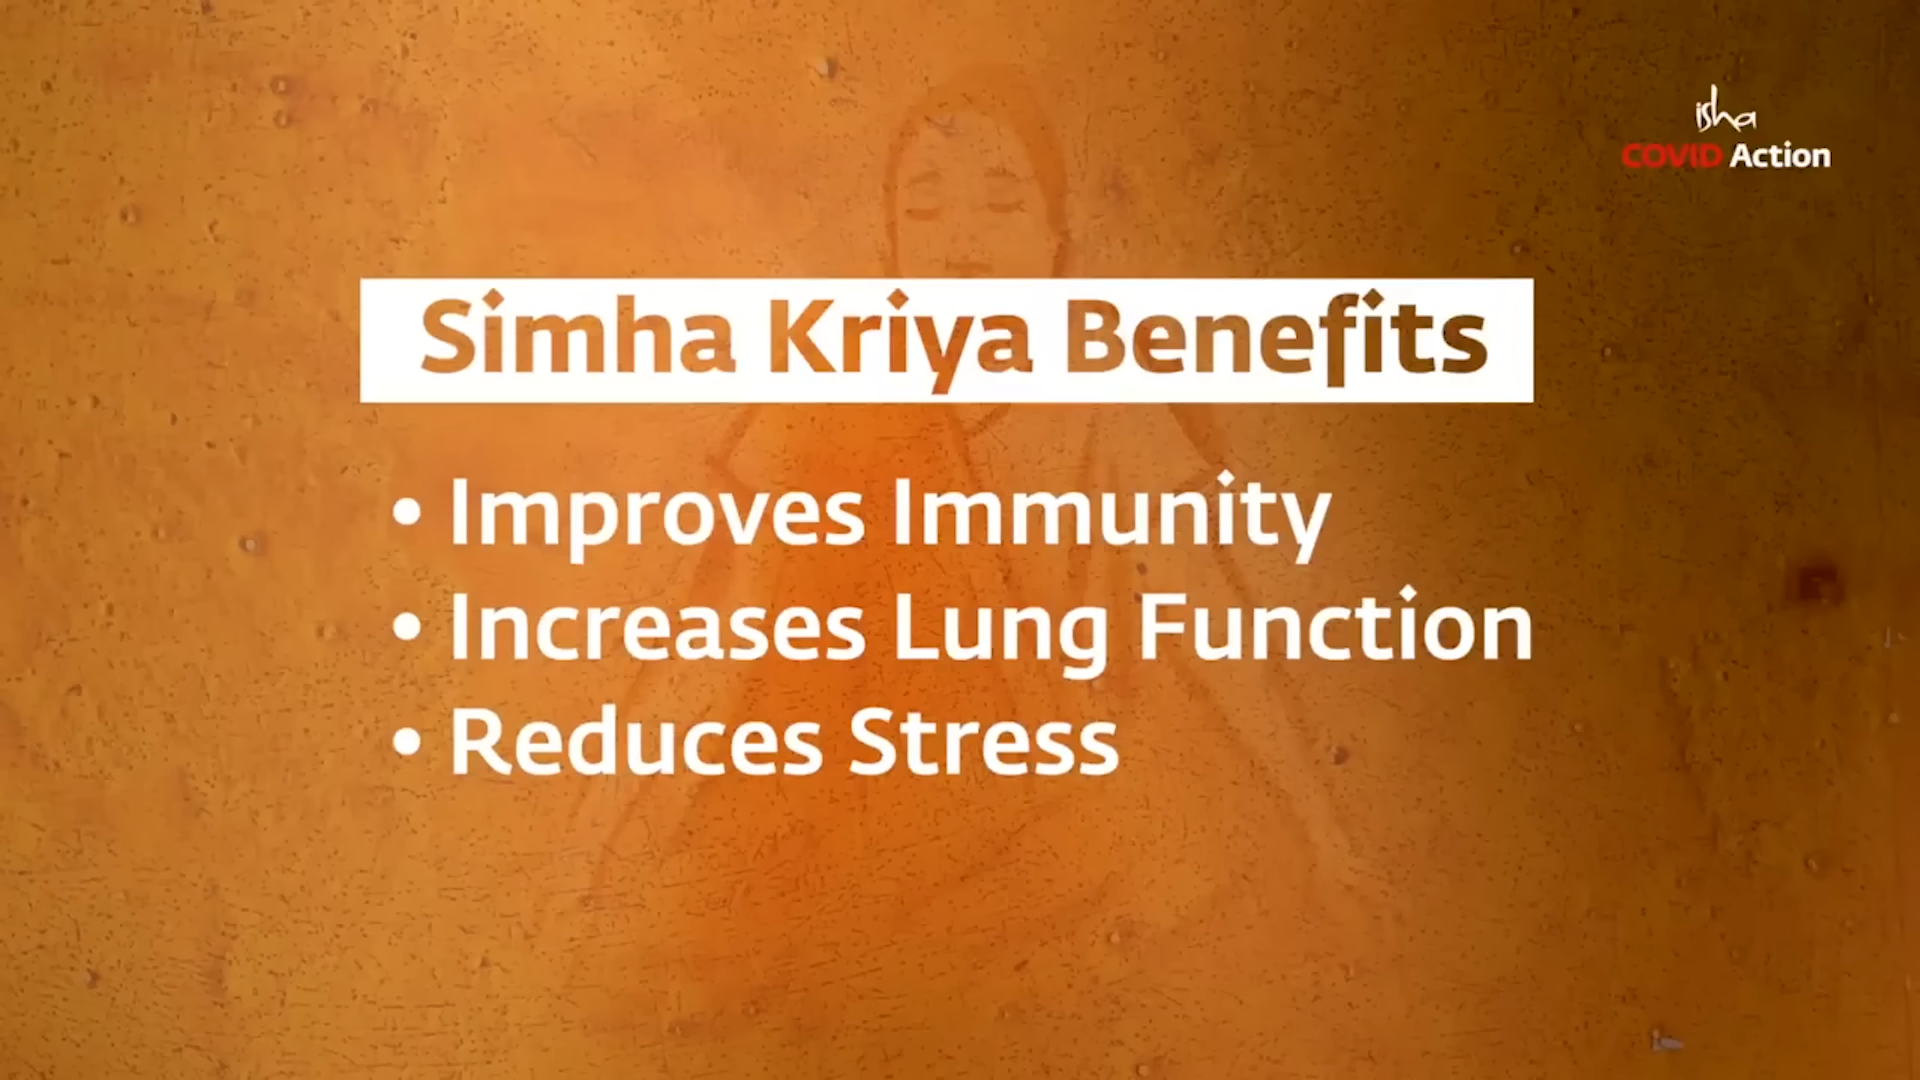 isha
COVID Action
Simha Kriya Benefits
• Improves Immunity
• Increases Lung Function
• Reduces Stress